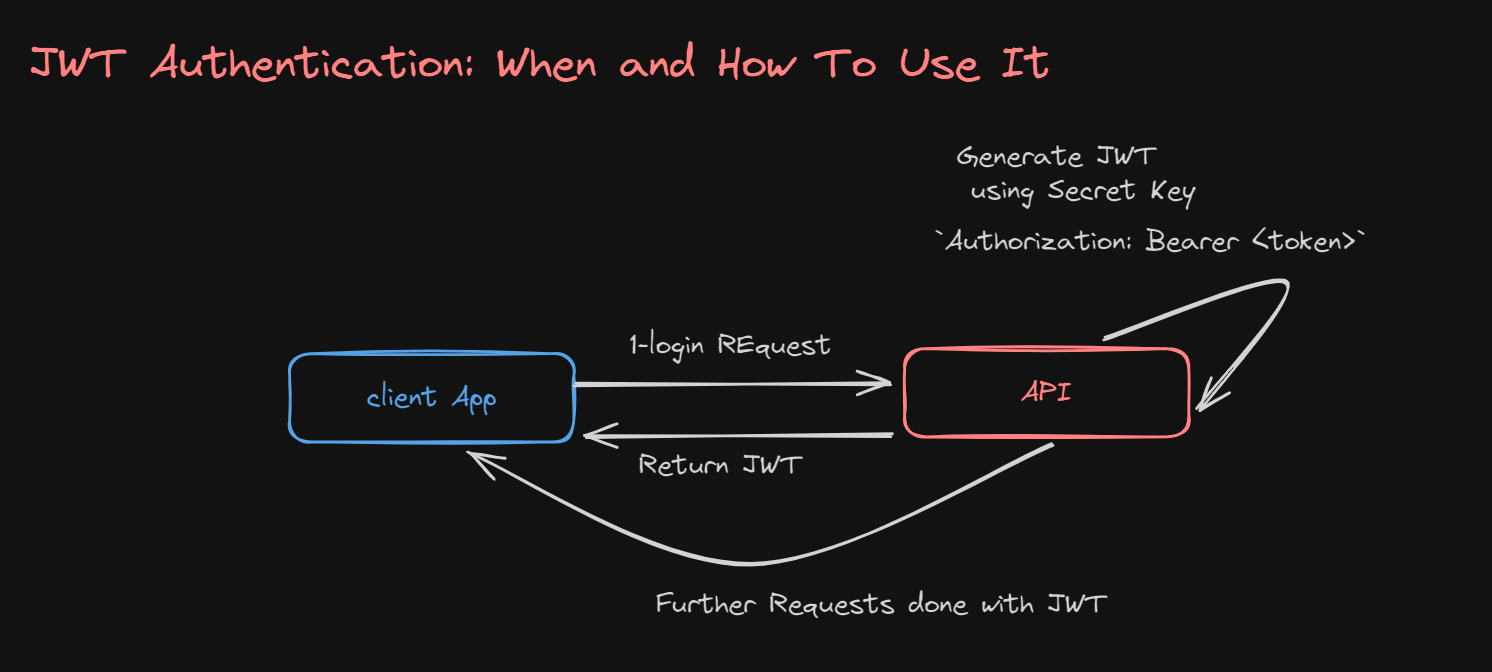 JWT Authentication: When and How To Use It
Generate JWT
using Secret Key
`Authorization: Bearer <token>`
1-login REquest
client App
API
Return JWT
Further Requests done with JWT